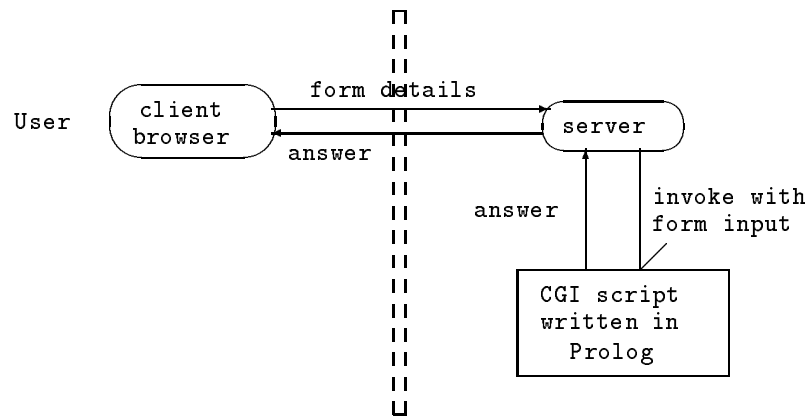 form details
User
client
browser
server
answer
answer
invoke with
form input
CGI script
written in
Prolog